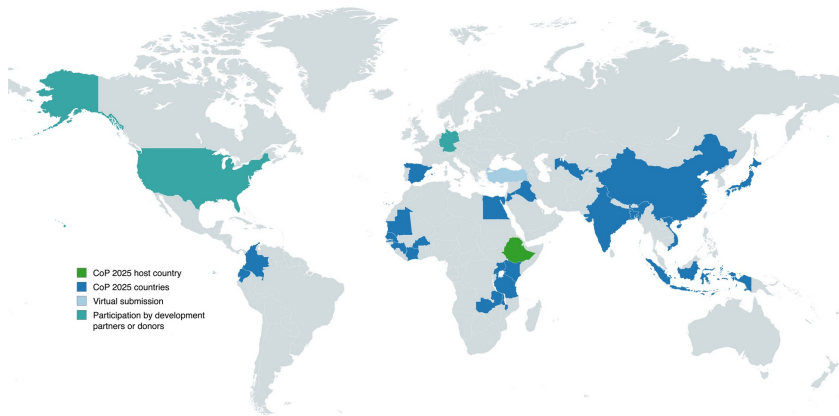 CoP 2025 host country
CoP 2025 countries
Virtual submission
Participation by development
partners or donors